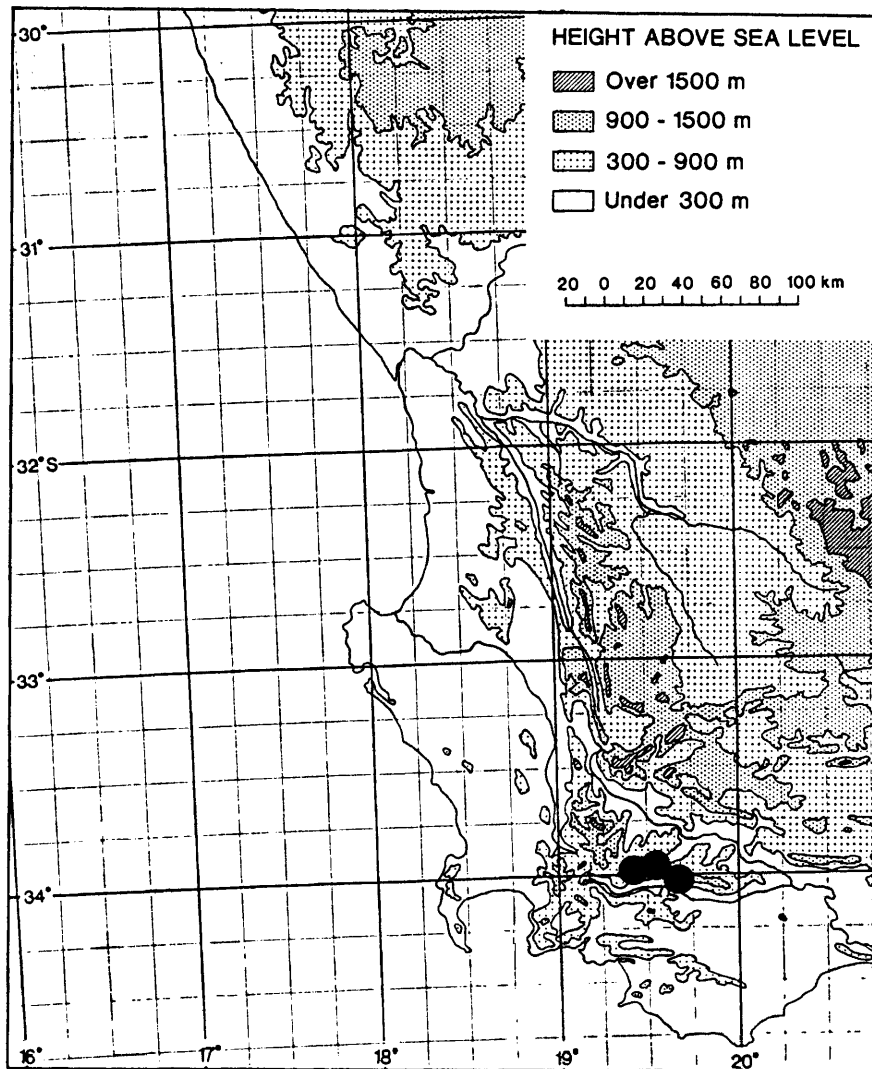 HEIGHT ABOVE SEA LEVEL
Over 1500 m
900 - 1500 m
300 - 900 m
Under 300 m
20 0 20 40 60 100 km
30°
31°
32°S
33°
34°
16° 17° 18° 19° 20°